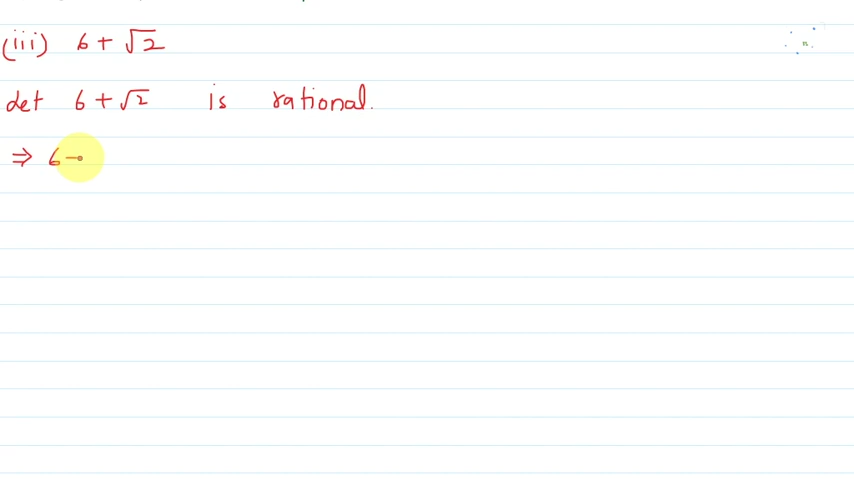 (iii) 6 + √2
Let 6 + √2 is rational.
⇒ 6 -
n